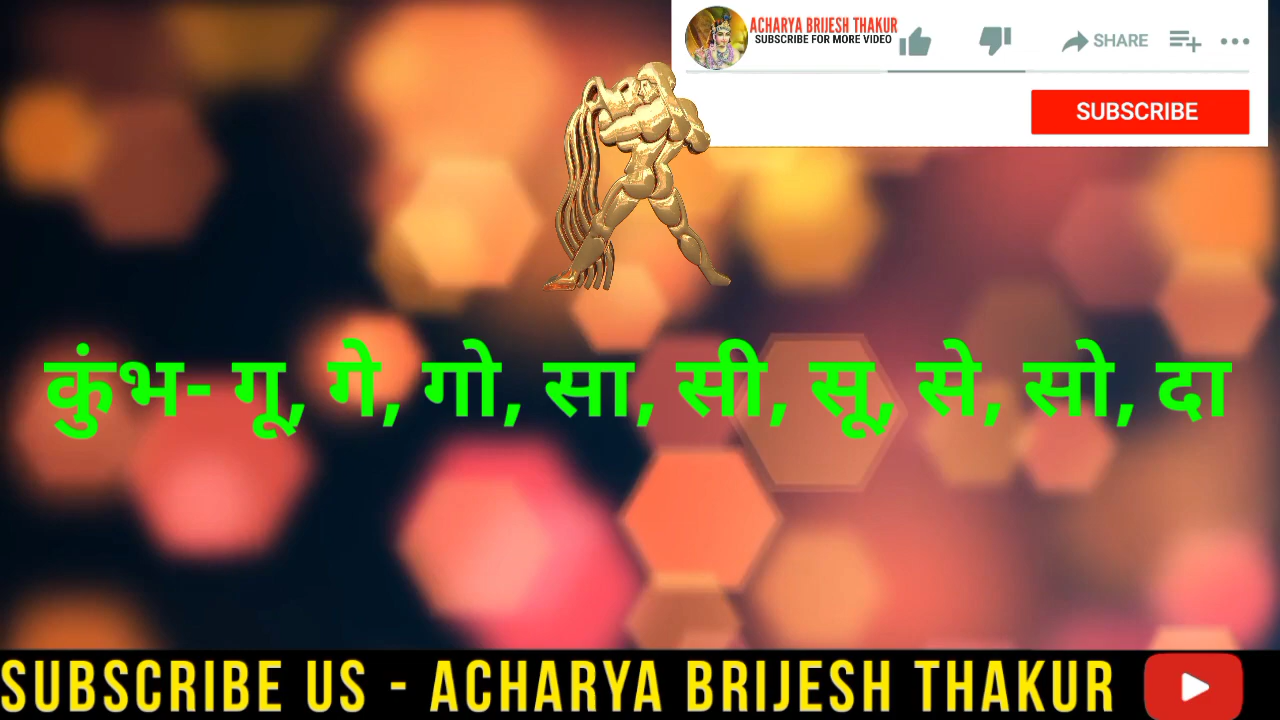 ACHARYA BRIJESH THAKUR
SUBSCRIBE FOR MORE VIDEO
SHARE
SUBSCRIBE
कुंभ- गू, गे, गो, सा, सी, सू, से, सो, दा
SUBSCRIBE US - ACHARYA BRIJESH THAKUR